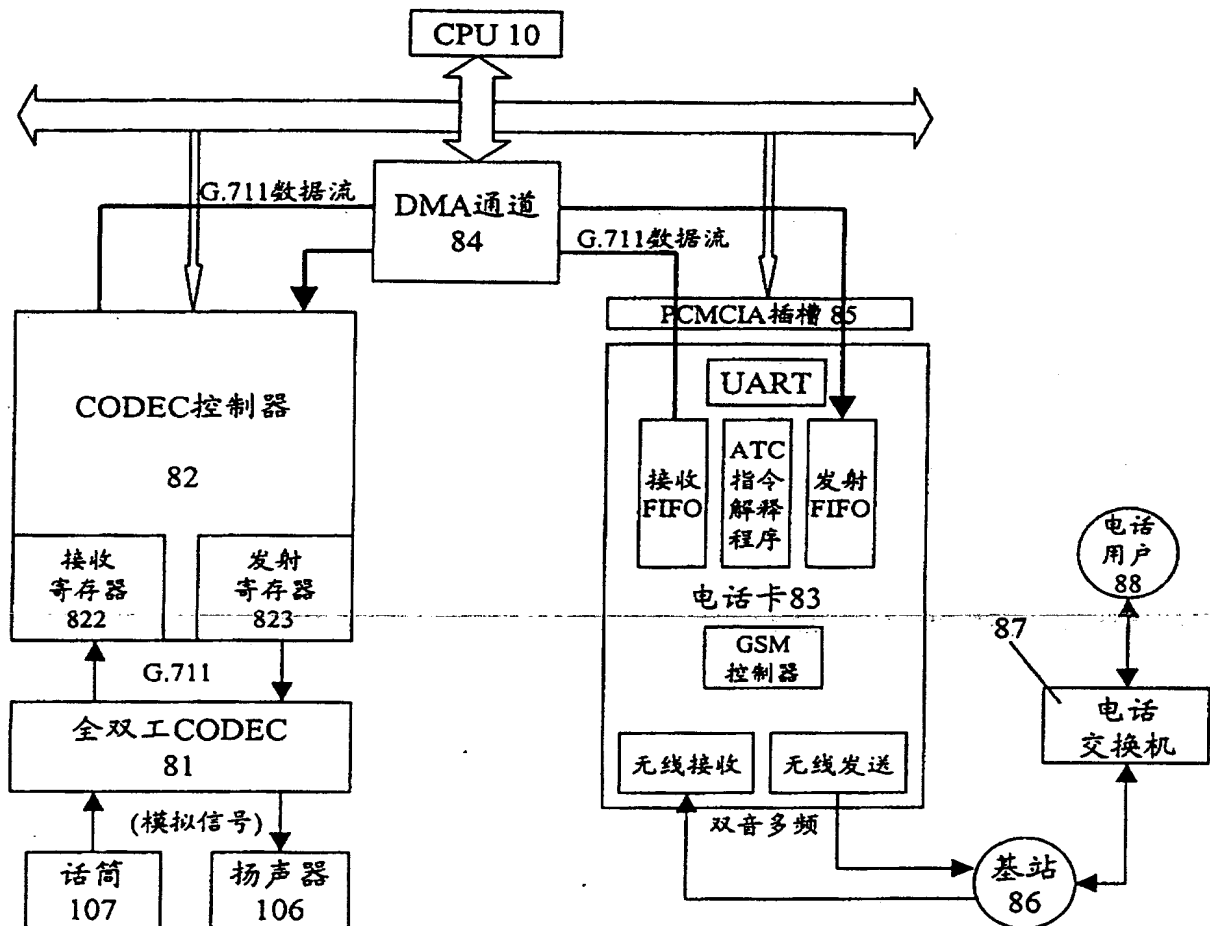 CPU 10
G.711数据流
DMA通道
84
G.711数据流
PCMCIA插槽 85
UART
CODEC控制器
82
接收
FIFO
ATC
指令
解释
程序
发射
FIFO
接收
寄存器
822
发射
寄存器
823
电话
用户
88
电话卡83
87
GSM
控制器
G.711
全双工CODEC
81
电话
交换机
无线接收
无线发送
(模拟信号)
双音多频
话筒
107
扬声器
106
基站
86